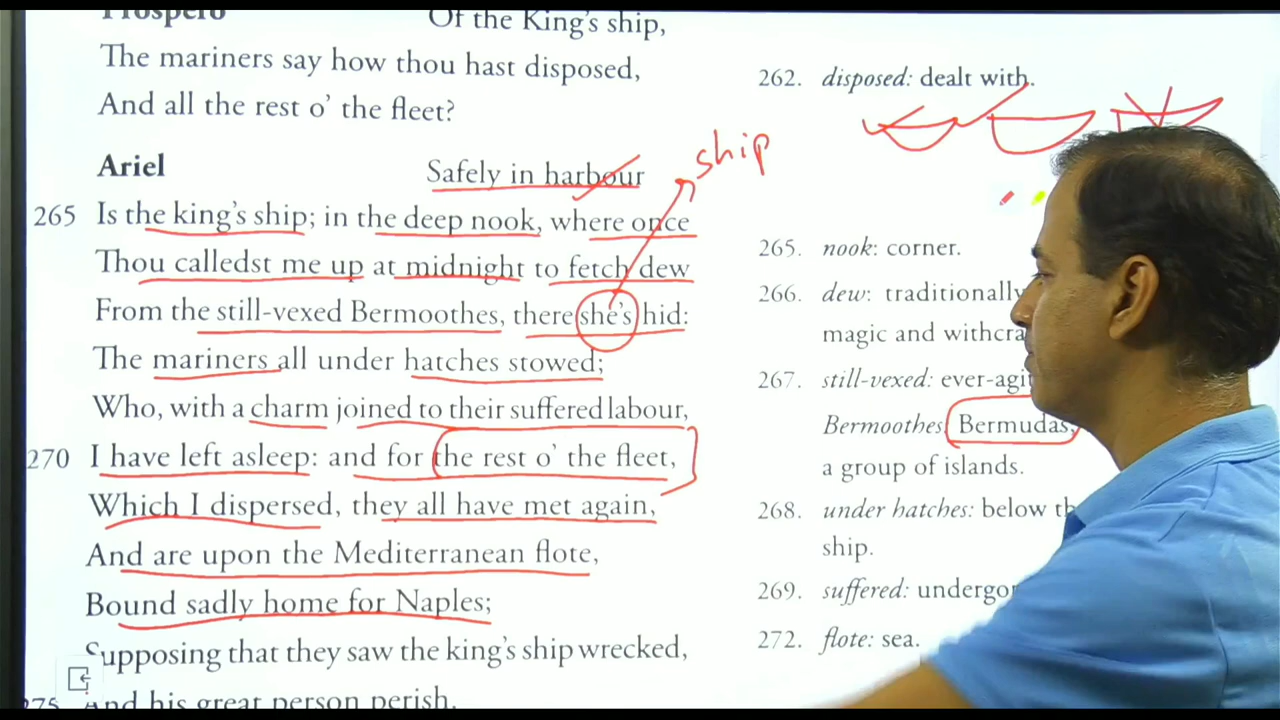 Prospero Of the King's ship,
The mariners say how thou hast disposed,
And all the rest o' the fleet?
Ariel Safely in harbour
265 Is the king's ship; in the deep nook, where once
Thou calledst me up at midnight to fetch dew
From the still-vexed Bermoothes, there she's hid:
The mariners all under hatches stowed;
Who, with a charm joined to their suffered labour,
270 I have left asleep: and for the rest o' the fleet,
Which I dispersed, they all have met again,
And are upon the Mediterranean flote,
Bound sadly home for Naples;
Supposing that they saw the king's ship wrecked,
275 And his great person perish.
ship
262. disposed: dealt with.
265. nook: corner.
266. dew: traditionally
magic and withcra
267. still-vexed: ever-agit
Bermoothes Bermudas,
a group of islands.
268. under hatches: below th
ship.
269. suffered: undergo
272. flote: sea.